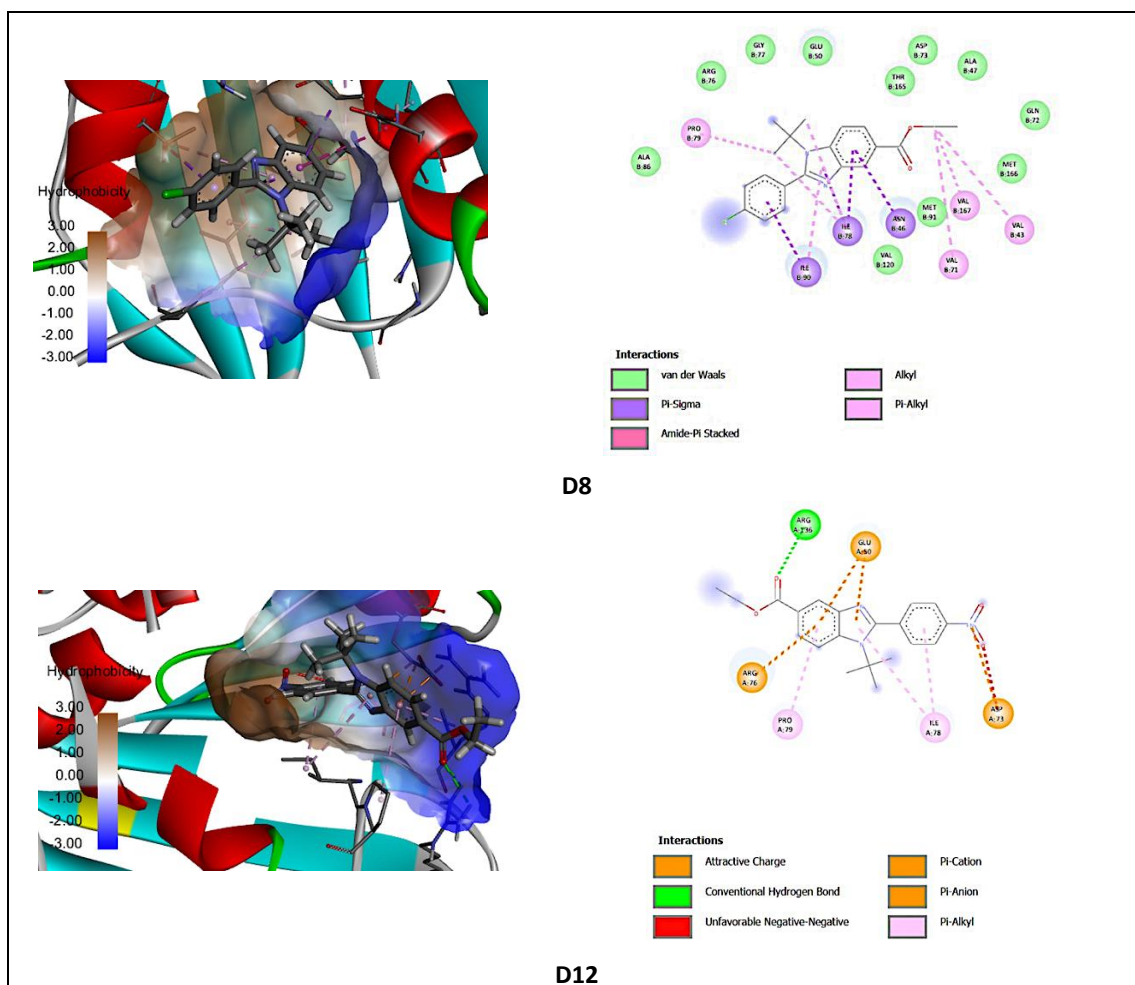 Hydrophobicity
3.00
2.00
1.00
0.00
-1.00
-2.00
-3.00
GLY
B:77
GLU
B:50
ASP
B:73
ARG
B:76
THR
B:165
ALA
B:47
PRO
B:79
GLN
B:72
ALA
B:86
MET
B:166
MET
B:91
VAL
B:167
ILE
B:78
ASN
B:46
VAL
B:43
VAL
B:120
VAL
B:71
ILE
B:90
Interactions
van der Waals
Alkyl
Pi-Sigma
Pi-Alkyl
Amide-Pi Stacked
D8
Hydrophobicity
3.00
2.00
1.00
0.00
-1.00
-2.00
-3.00
ARG
A:136
GLU
A:50
ARG
A:76
PRO
A:79
ILE
A:78
ASP
A:73
Interactions
Attractive Charge
Pi-Cation
Conventional Hydrogen Bond
Pi-Anion
Unfavorable Negative-Negative
Pi-Alkyl
D12